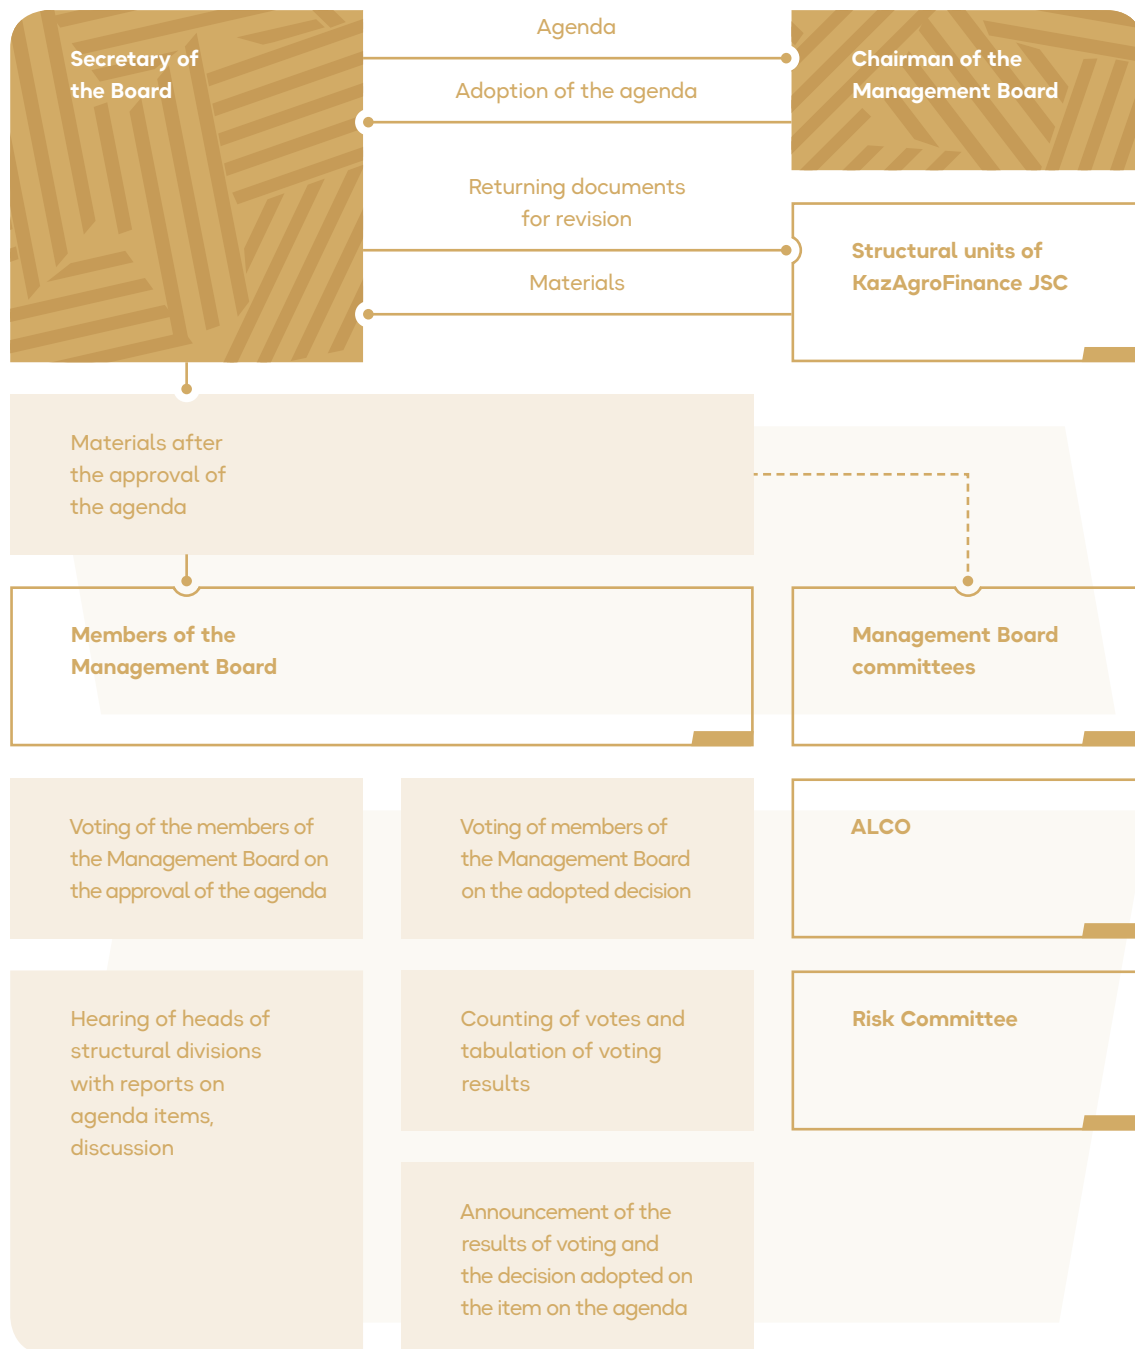 Secretary of
the Board
Agenda
Adoption of the agenda
Chairman of the
Management Board
Returning documents
for revision
Materials
Structural units of
KazAgroFinance JSC
Materials after
the approval of
the agenda
Members of the
Management Board
Management Board
committees
Voting of the members of
the Management Board on
the approval of the agenda
Voting of members of
the Management Board
on the adopted decision
ALCO
Hearing of heads of
structural divisions
with reports on
agenda items,
discussion
Counting of votes and
tabulation of voting
results
Risk Committee
Announcement of the
results of voting and
the decision adopted on
the item on the agenda